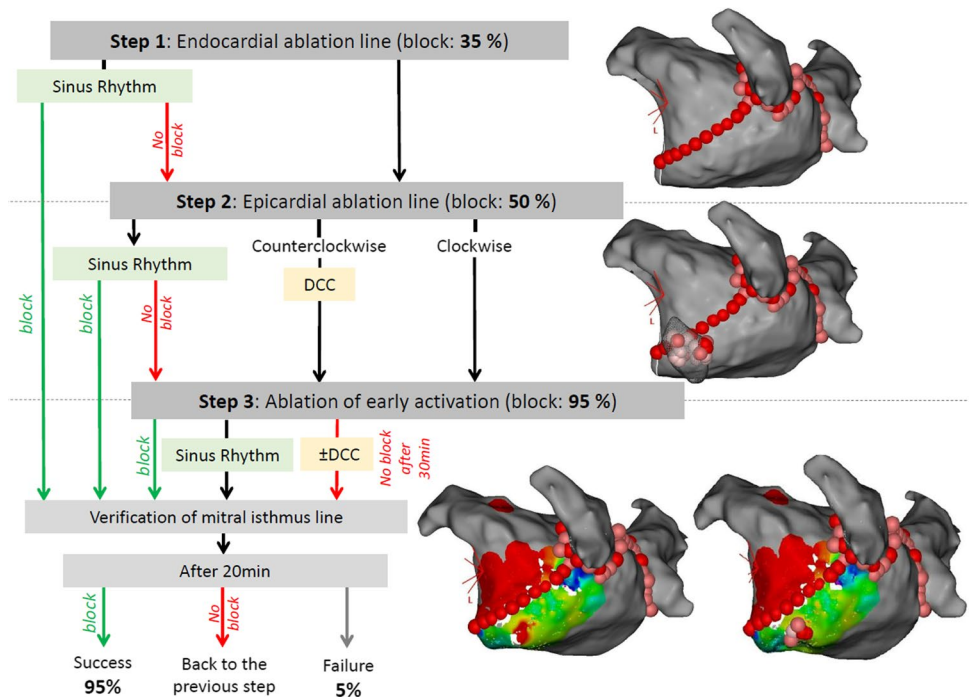 Step 1: Endocardial ablation line (block: 35 %)
Sinus Rhythm
No
block
Step 2: Epicardial ablation line (block: 50 %)
Counterclockwise
Clockwise
Sinus Rhythm
DCC
block
block
No
block
Step 3: Ablation of early activation (block: 95 %)
block
Sinus Rhythm
±DCC
No block
after
30min
Verification of mitral isthmus line
After 20min
block
No
block
Success
95%
Back to the
previous step
Failure
5%